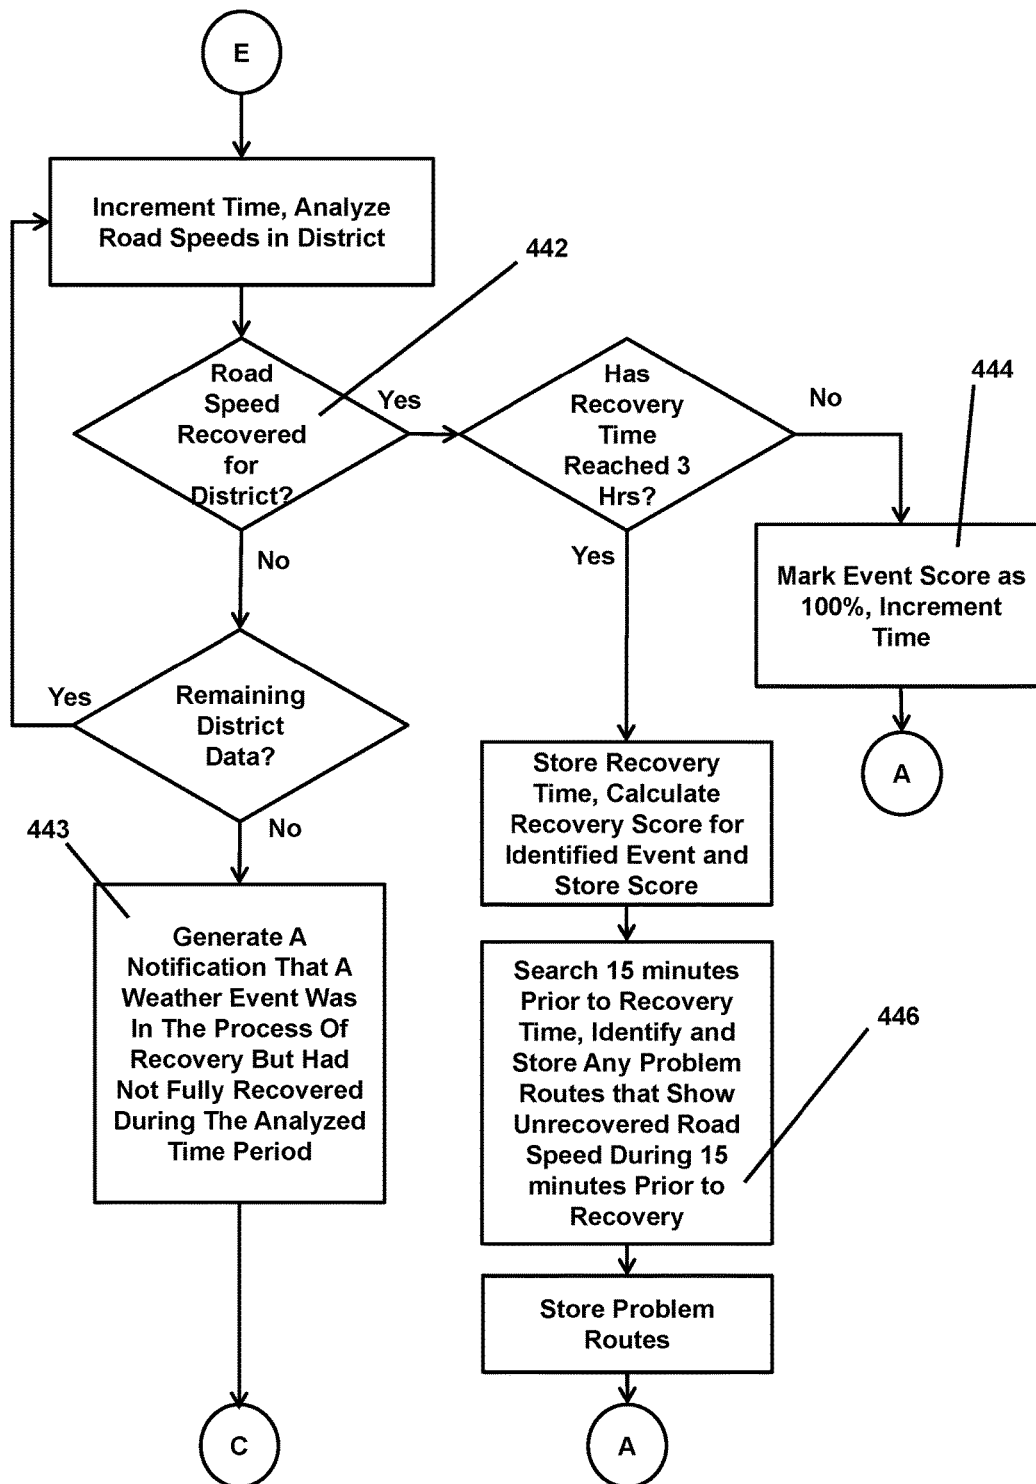 E
Increment Time, Analyze
Road Speeds in District
442
Road
Speed
Recovered
for
District?
Yes
No
Has
Recovery
Time
Reached 3
Hrs?
No
Yes
444
Mark Event Score as
100%, Increment
Time
A
Remaining
District
Data?
Yes
No
443
Generate A
Notification That A
Weather Event Was
In The Process Of
Recovery But Had
Not Fully Recovered
During The Analyzed
Time Period
C
Store Recovery
Time, Calculate
Recovery Score for
Identified Event and
Store Score
Search 15 minutes
Prior to Recovery
Time, Identify and
Store Any Problem
Routes that Show
Unrecovered Road
Speed During 15
minutes Prior to
Recovery
446
Store Problem
Routes
A